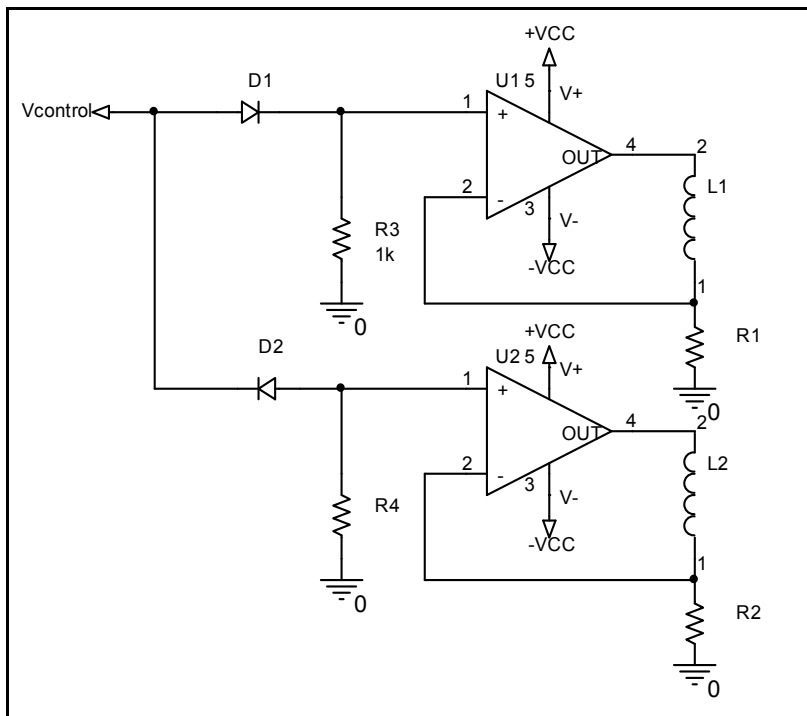 +VCC
D1
U1 5
V+
Vcontrol
1
+
OUT
4
2
L1
2
-
3
V-
R3
1k
-VCC
1
0
+VCC
R1
D2
U2 5
V+
0
1
+
OUT
4
2
L2
2
-
3
V-
R4
-VCC
1
0
R2
0